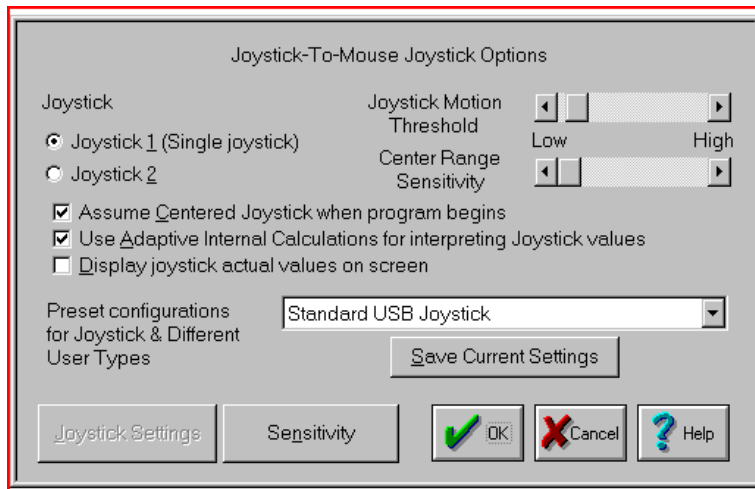 Joystick-To-Mouse Joystick Options
Joystick
Joystick 1 (Single joystick)
Joystick 2
Joystick Motion
Threshold
Low
High
Center Range
Sensitivity
Assume Centered Joystick when program begins
Use Adaptive Internal Calculations for interpreting Joystick values
Display joystick actual values on screen
Preset configurations
for Joystick & Different
User Types
Standard USB Joystick
Save Current Settings
Joystick Settings
Sensitivity
OK
Cancel
Help